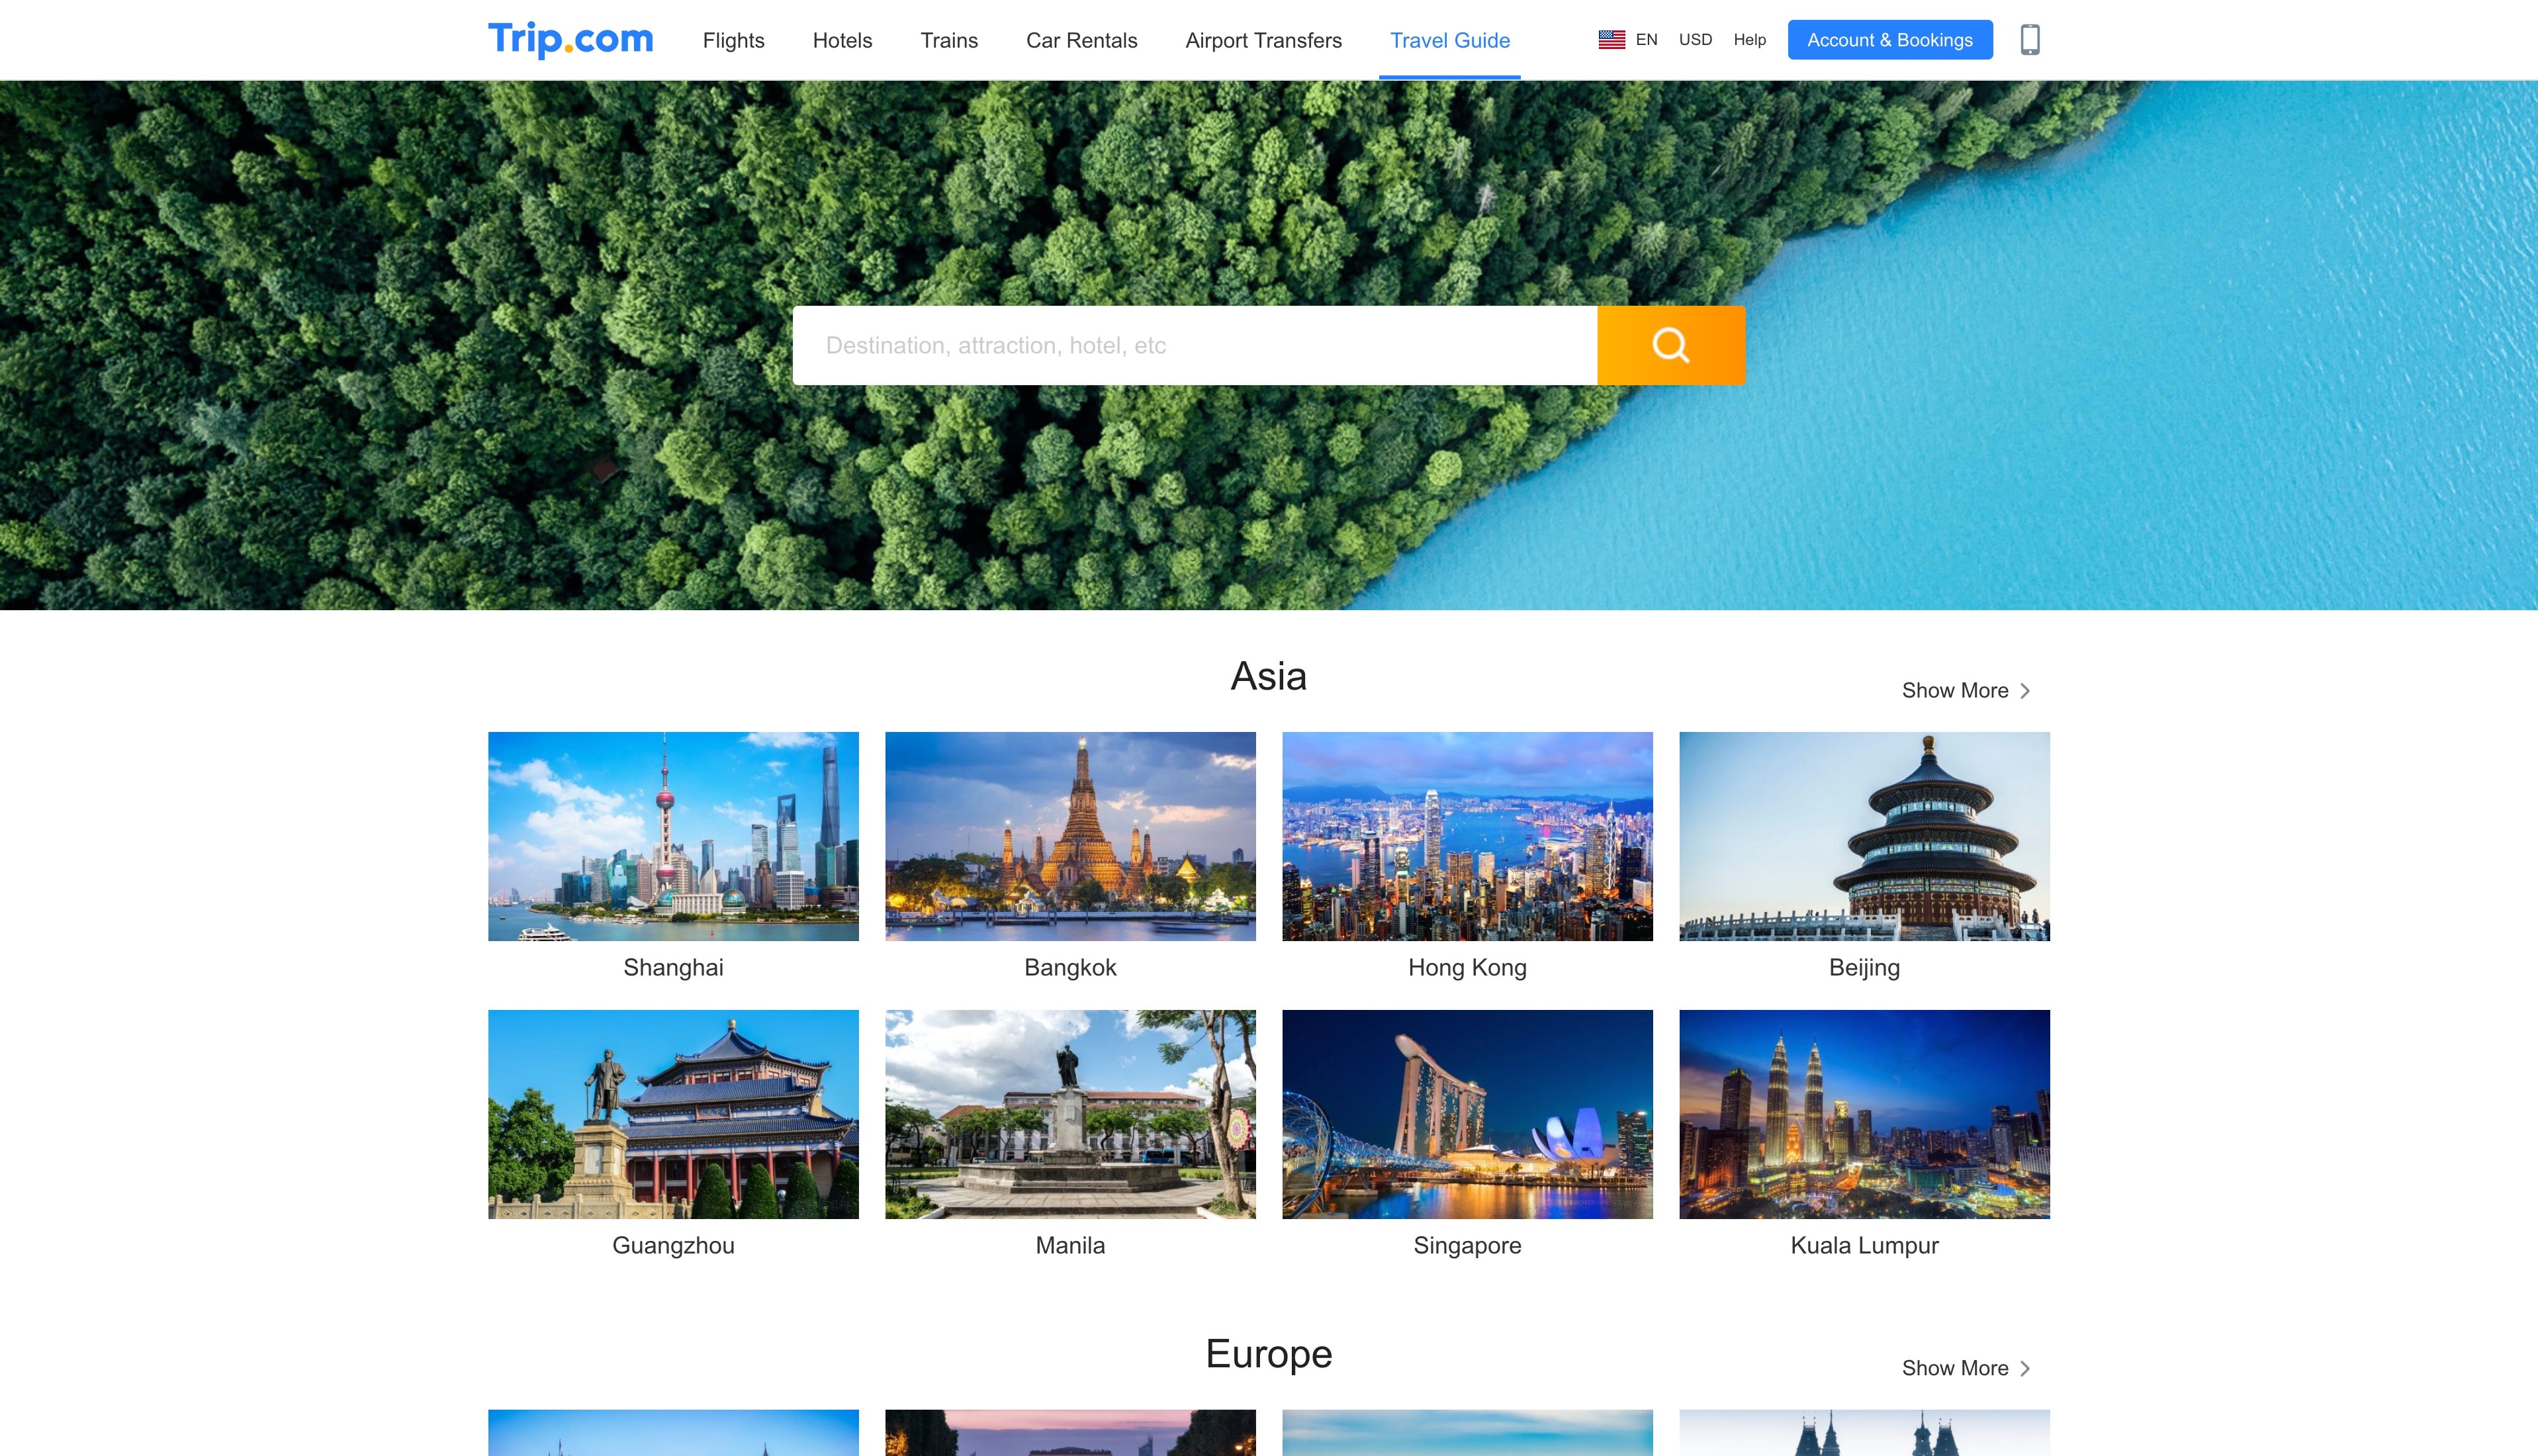 Trip.com Flights Hotels Trains Car Rentals Airport Transfers Travel Guide EN USD Help Account & Bookings
Destination, attraction, hotel, etc
Asia
Show More
Shanghai Bangkok Hong Kong Beijing
Guangzhou Manila Singapore Kuala Lumpur
Europe
Show More